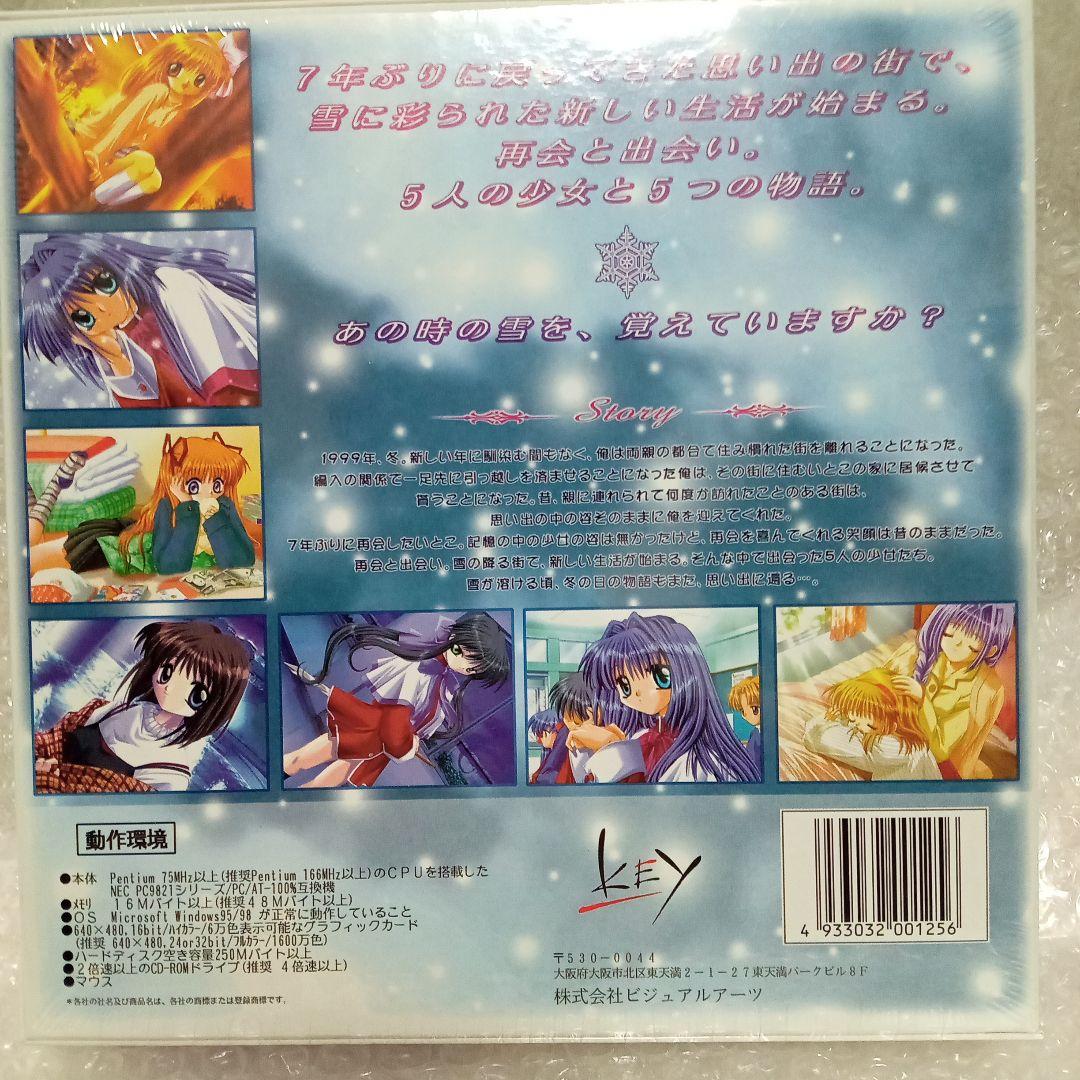 7年ぶりに戻ってきた思い出の街で、
雪に彩られた新しい生活が始まる。
再会と出会い。
5人の少女と5つの物語。
あの時の雪を、覚えていますか？
Story
1999年、冬。新しい年に馴染む間もなく、俺は両親の都合で住み慣れた街を離れることになった。
編入の関係で一足先に引っ越しを済ませることになった俺は、その街に住むいとこの家に居候させて
貰うことになった。昔、親に連れられて何度か訪れたことのある街は、
思い出の中の姿そのままに俺を迎えてくれた。
7年ぶりに再会したいとこ。記憶の中の少女の姿は無かったけど、再会を喜んでくれる笑顔は昔のままだった。
再会と出会い。雪の降る街で、新しい生活が始まる。そんな中で出会った5人の少女たち。
雪が溶ける頃、冬の日の物語もまた、思い出に還る…。
動作環境
●本体 Pentium 75MHz以上(推奨Pentium 166MHz以上)のCPUを搭載した
NEC PC9821シリーズ/PC/AT-100%互換機
●ﾒﾓﾘ 16Mバイト以上(推奨48Mバイト以上)
●OS Microsoft Windows95/98 が正常に動作していること
●640×480.16bit/ﾊｲｶﾗｰ/6万色表示可能なグラフィックカード
(推奨 640×480.24or32bit/ﾌﾙｶﾗｰ/1600万色)
●ハードディスク空き容量250Mバイト以上
●2倍速以上のCD-ROMドライブ(推奨 4倍速以上)
●マウス
*各社の社名及び商品名は、各社の商標または登録商標です。
Key
〒530-0044
大阪府大阪市北区東天満2-1-27東天満パークビル8F
株式会社ビジュアルアーツ
4 933032 001256